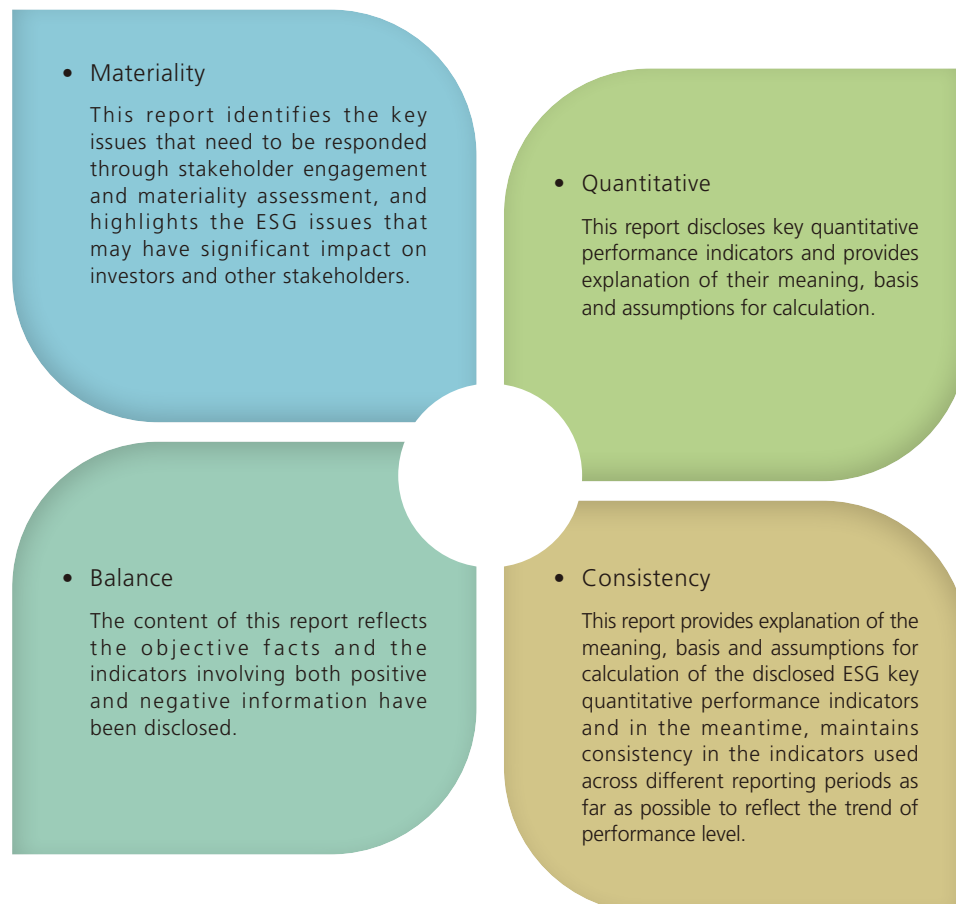 • Materiality
This report identifies the key
issues that need to be responded
through stakeholder engagement
and materiality assessment, and
highlights the ESG issues that
may have significant impact on
investors and other stakeholders.
• Quantitative
This report discloses key quantitative
performance indicators and provides
explanation of their meaning, basis
and assumptions for calculation.
• Balance
The content of this report reflects
the objective facts and the
indicators involving both positive
and negative information have
been disclosed.
• Consistency
This report provides explanation of the
meaning, basis and assumptions for
calculation of the disclosed ESG key
quantitative performance indicators
and in the meantime, maintains
consistency in the indicators used
across different reporting periods as
far as possible to reflect the trend of
performance level.